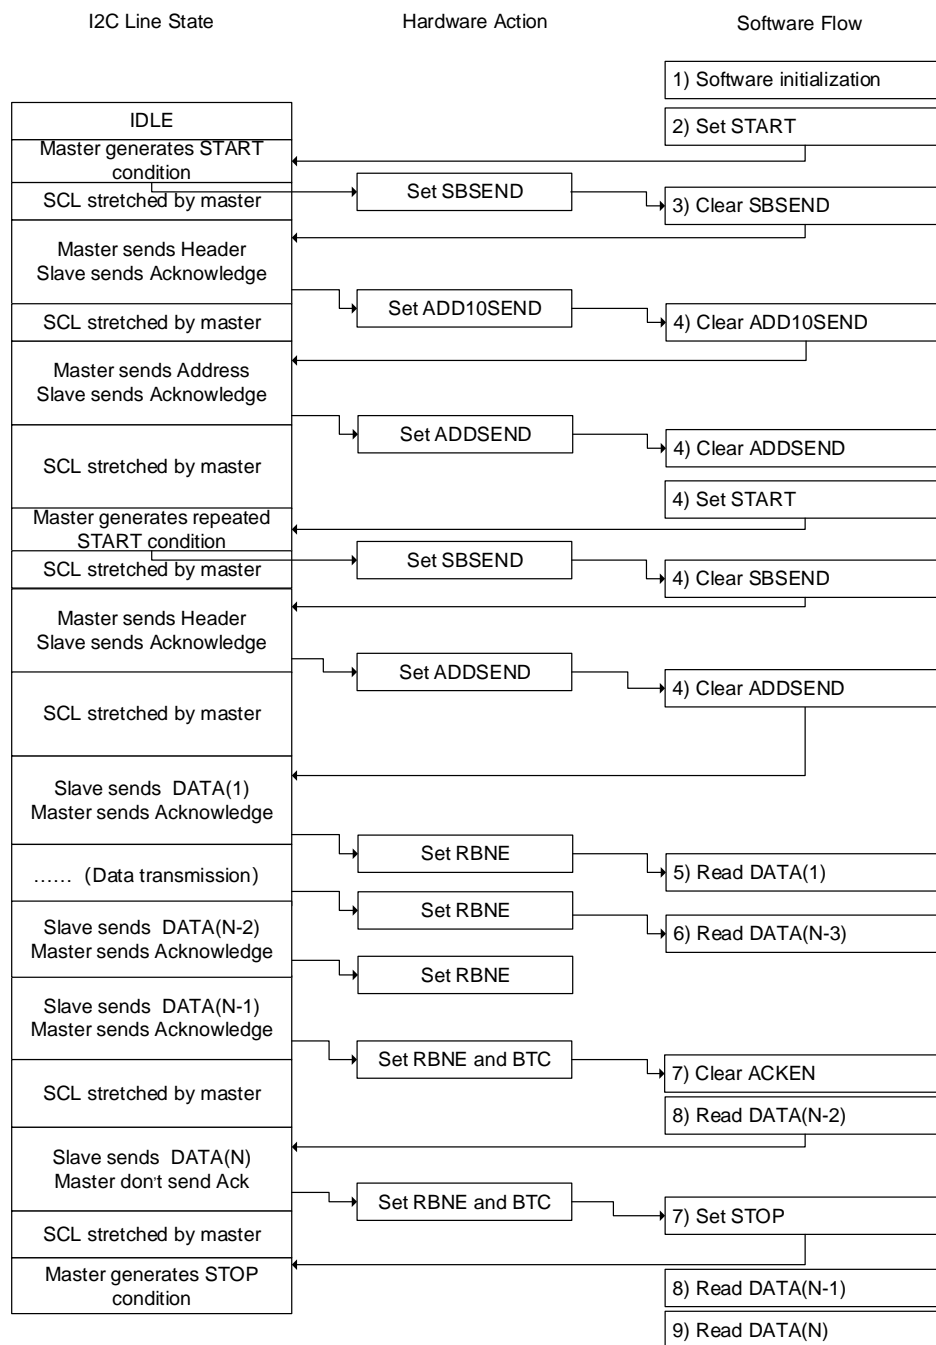 I2C Line State
Hardware Action
Software Flow
1) Software initialization
IDLE
2) Set START
Master generates START
condition
Set SBSEND
SCL stretched by master
3) Clear SBSEND
Master sends Header
Slave sends Acknowledge
Set ADD10SEND
SCL stretched by master
4) Clear ADD10SEND
Master sends Address
Slave sends Acknowledge
Set ADDSEND
4) Clear ADDSEND
SCL stretched by master
4) Set START
Master generates repeated
START condition
Set SBSEND
SCL stretched by master
4) Clear SBSEND
Master sends Header
Slave sends Acknowledge
Set ADDSEND
4) Clear ADDSEND
SCL stretched by master
Slave sends DATA(1)
Master sends Acknowledge
Set RBNE
5) Read DATA(1)
…… (Data transmission)
Set RBNE
6) Read DATA(N-3)
Slave sends DATA(N-2)
Master sends Acknowledge
Set RBNE
Slave sends DATA(N-1)
Master sends Acknowledge
Set RBNE and BTC
7) Clear ACKEN
SCL stretched by master
8) Read DATA(N-2)
Slave sends DATA(N)
Master don't send Ack
Set RBNE and BTC
7) Set STOP
SCL stretched by master
Master generates STOP
condition
8) Read DATA(N-1)
9) Read DATA(N)